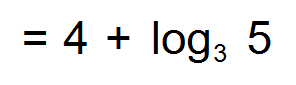 = 4 + log₃ 5